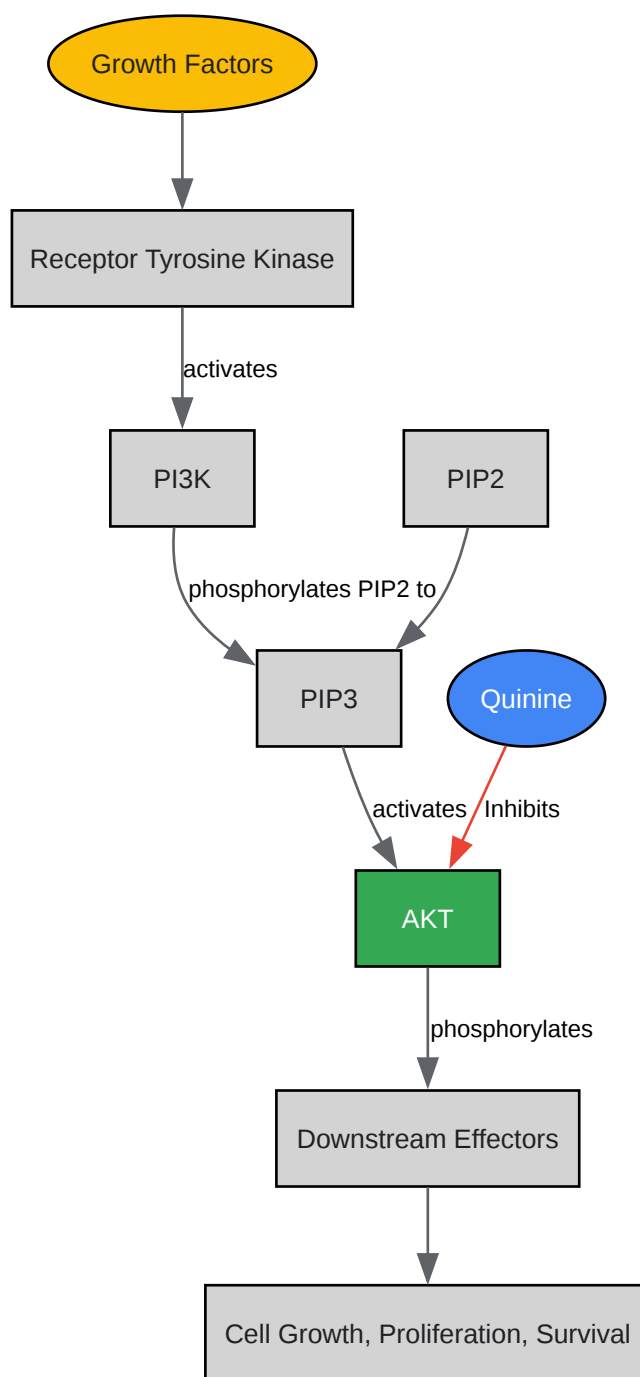 Growth Factors
Receptor Tyrosine Kinase
activates
PI3K
PIP2
phosphorylates PIP2 to
PIP3
Quinine
activates
Inhibits
AKT
phosphorylates
Downstream Effectors
Cell Growth, Proliferation, Survival